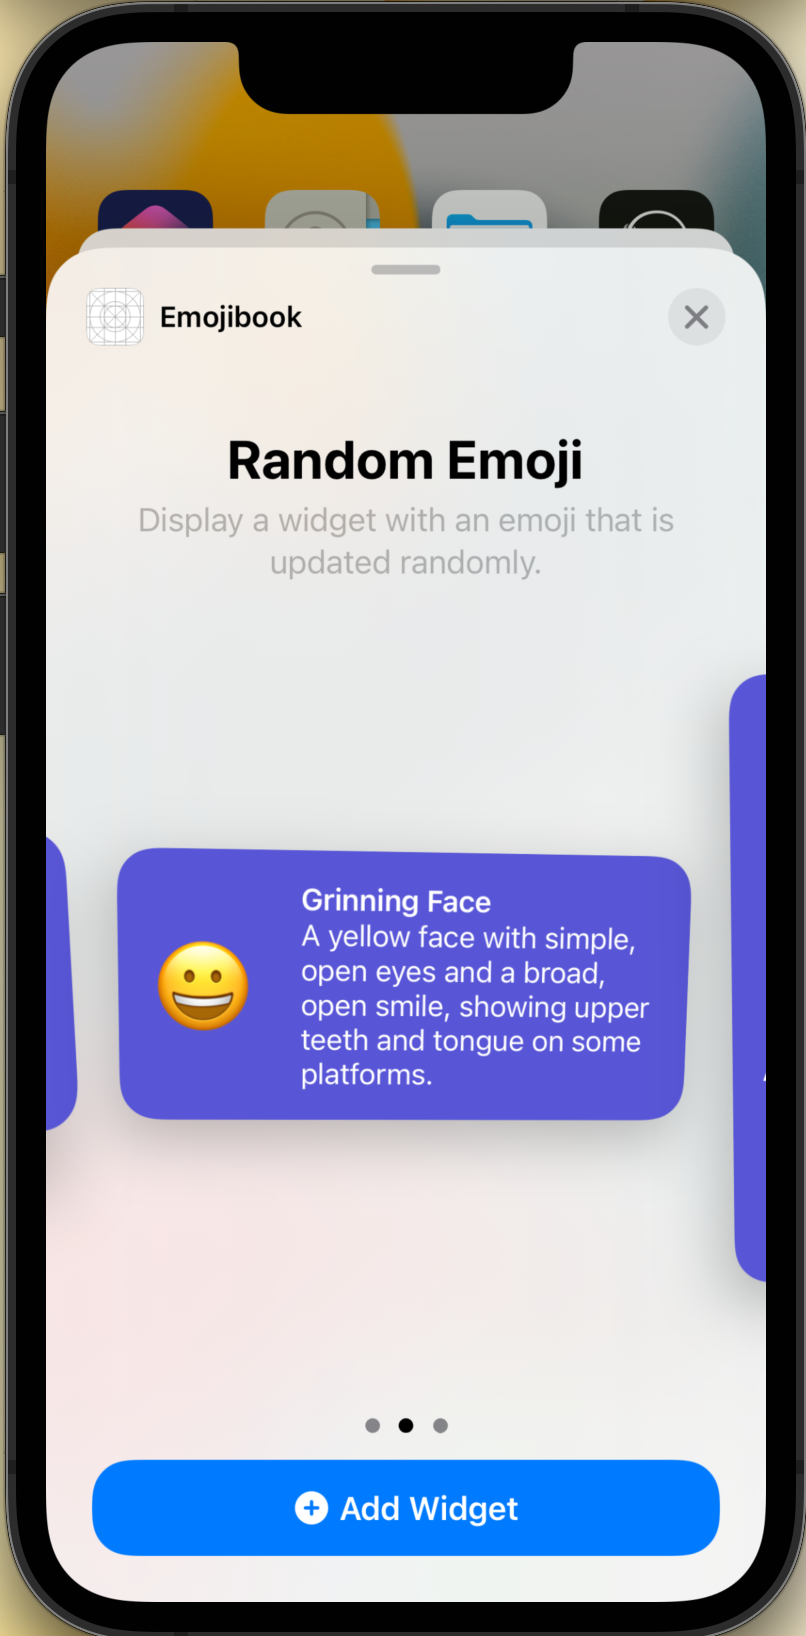 Emojibook
Random Emoji
Display a widget with an emoji that is
updated randomly.
Grinning Face
A yellow face with simple,
open eyes and a broad,
open smile, showing upper
teeth and tongue on some
platforms.
Add Widget